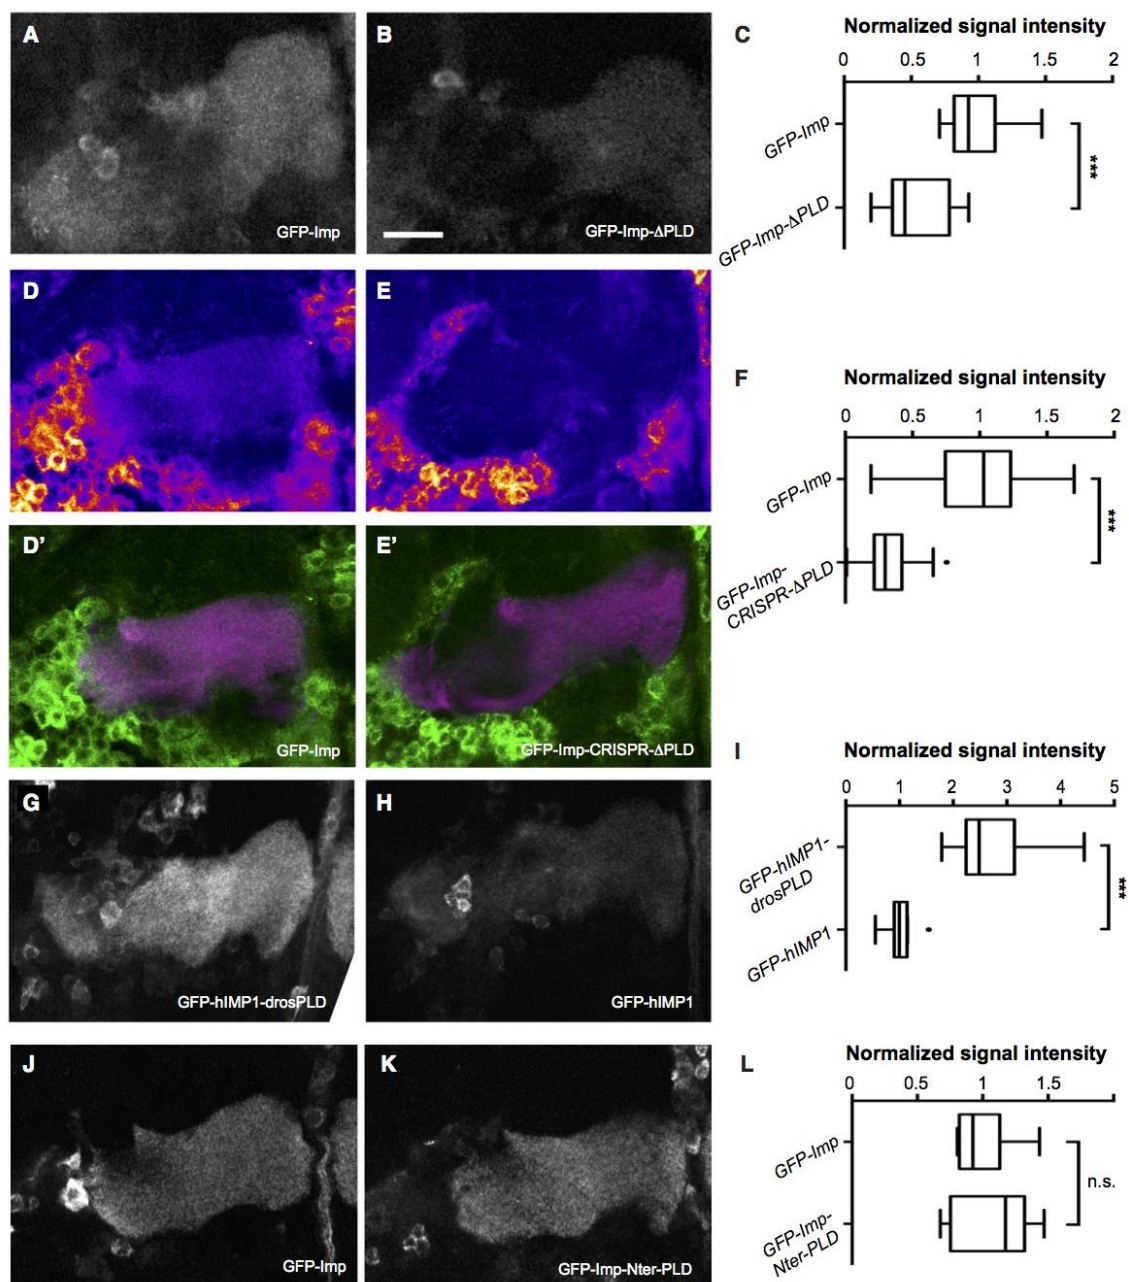 A
GFP-Imp
B
GFP-Imp-ΔPLD
C
Normalized signal intensity
0 0.5 1 1.5 2
GFP-Imp
GFP-Imp-ΔPLD
***
D
E
F
Normalized signal intensity
0 0.5 1 1.5 2
GFP-Imp
GFP-Imp-
CRISPR-ΔPLD
***
D’
GFP-Imp
E’
GFP-Imp-CRISPR-ΔPLD
G
GFP-hIMP1-drosPLD
H
GFP-hIMP1
I
Normalized signal intensity
0 1 2 3 4 5
GFP-hIMP1-
drosPLD
GFP-hIMP1
***
J
GFP-Imp
K
GFP-Imp-Nter-PLD
L
Normalized signal intensity
0 0.5 1 1.5
GFP-Imp
GFP-Imp-
Nter-PLD
n.s.